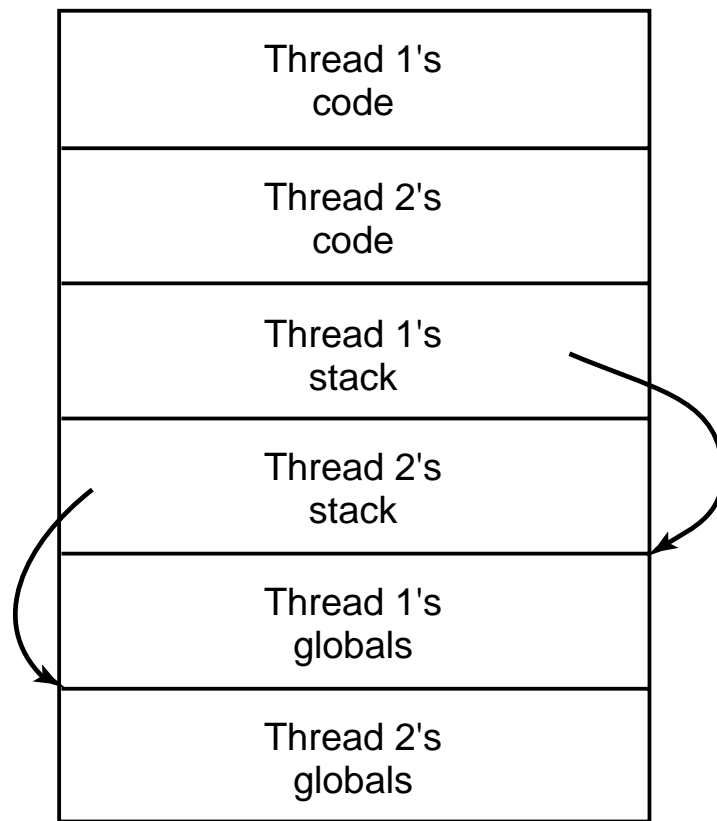 Thread 1's
code
Thread 2's
code
Thread 1's
stack
Thread 2's
stack
Thread 1's
globals
Thread 2's
globals